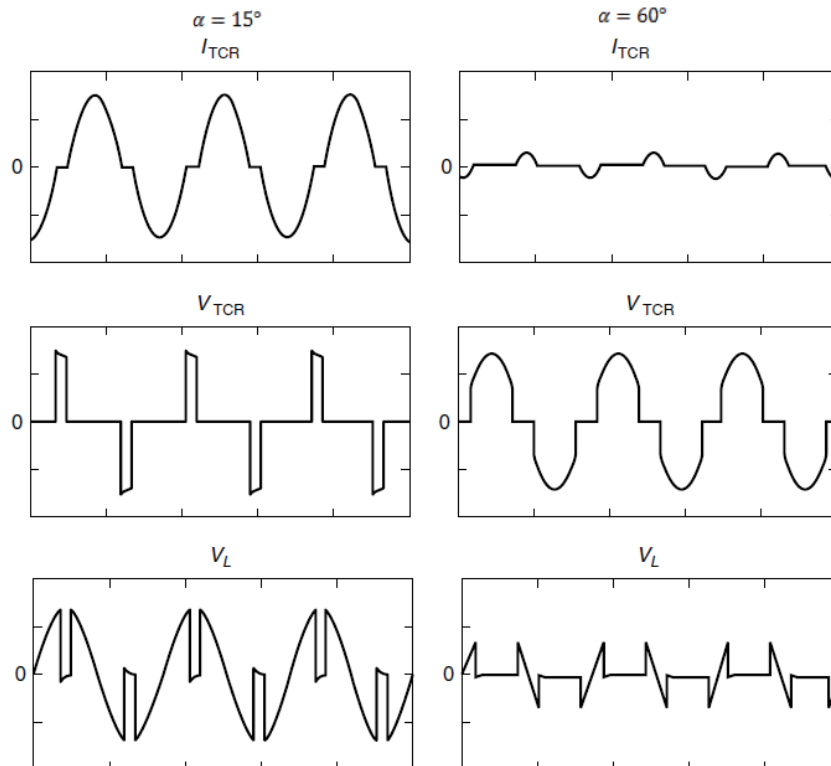 α = 15°
I_TCR
0
α = 60°
I_TCR
0
V_TCR
0
V_TCR
0
V_L
0
V_L
0